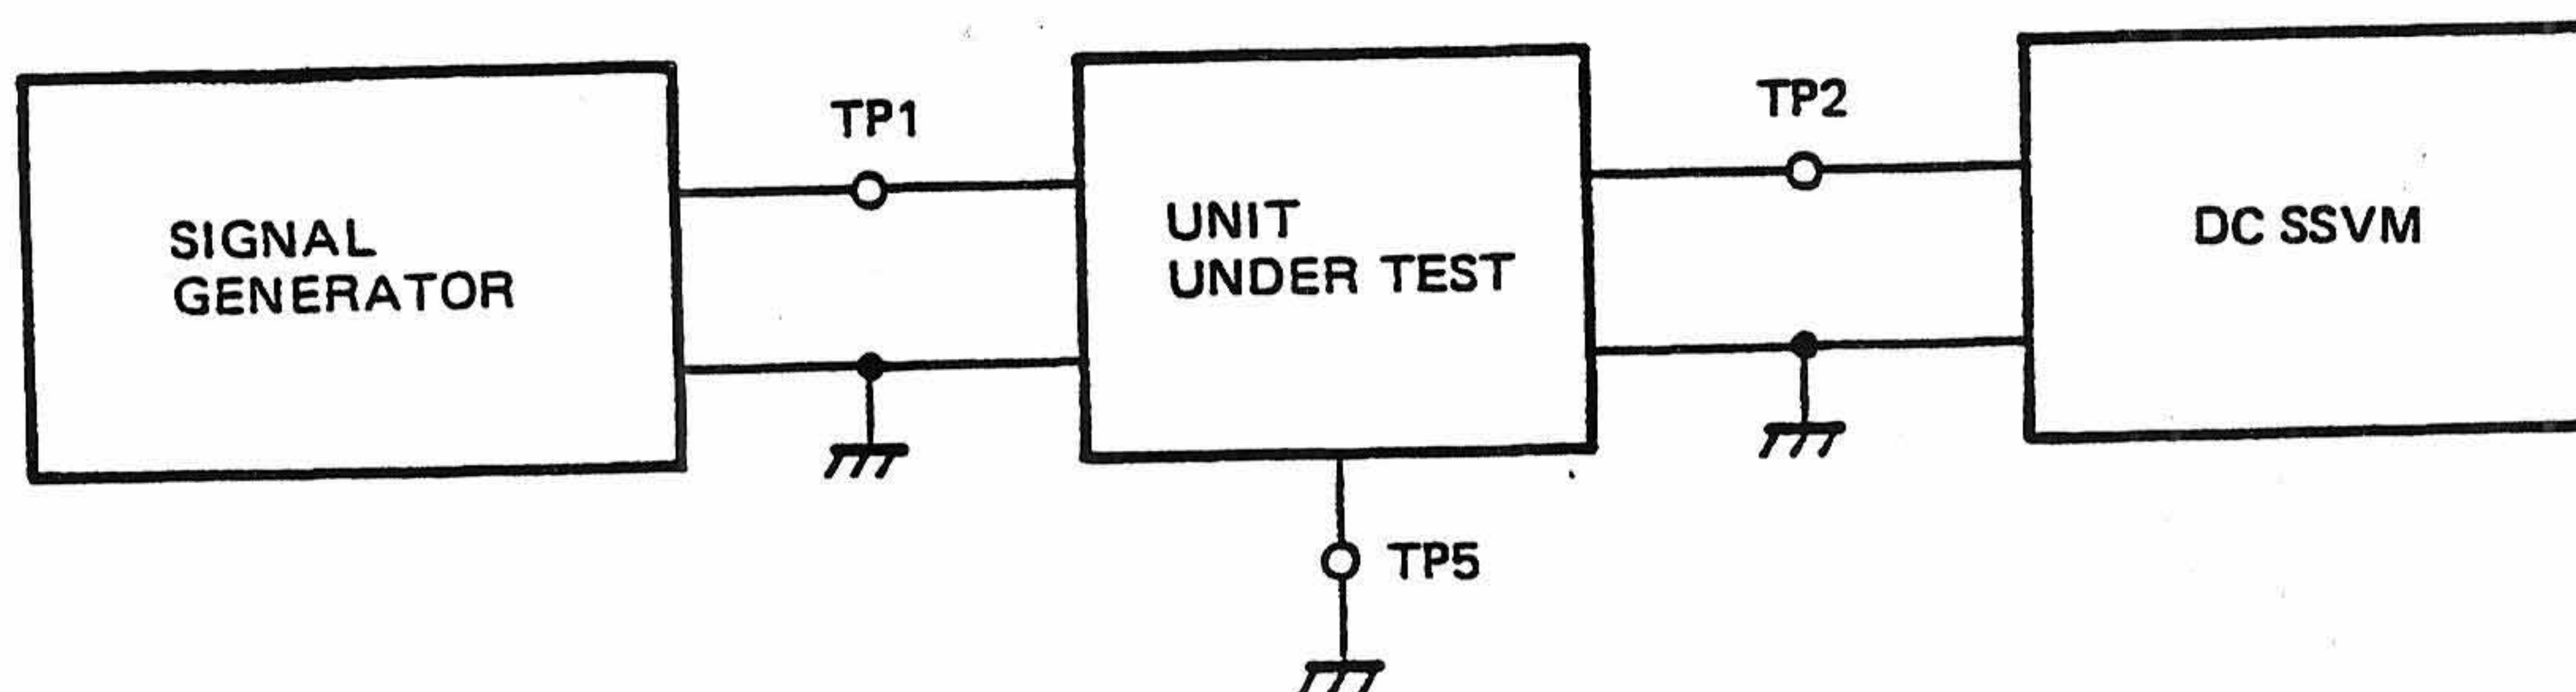 SIGNAL
GENERATOR
TP1
UNIT
UNDER TEST
TP2
DC SSVM
TP5